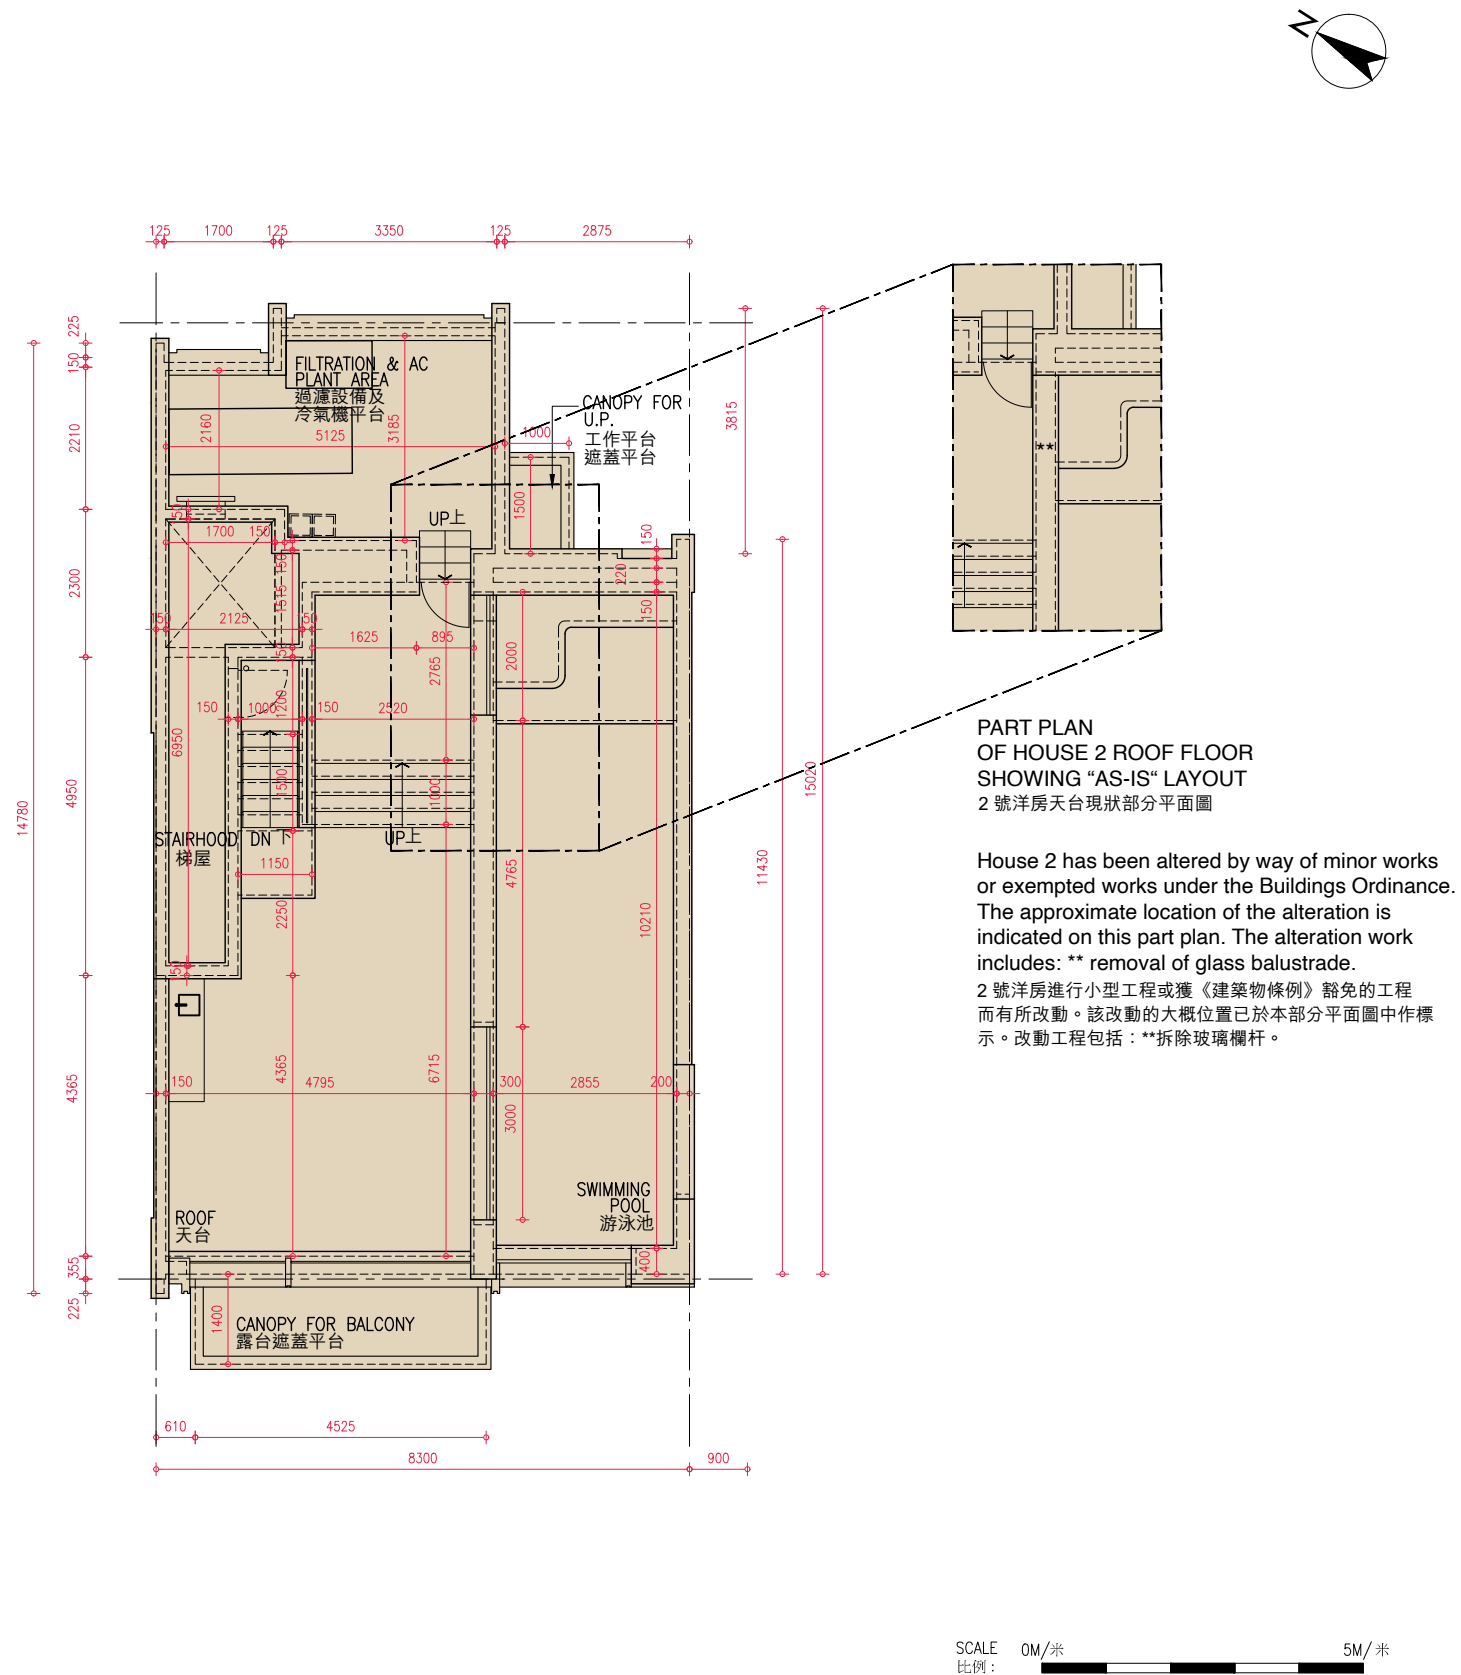 N
125 1700 125 3350 125 2875
225
150
2210
2300
4950
14780
4365
355
225
FILTRATION & AC
PLANT AREA
過濾設備及
冷氣機平台
2160
5125
3185
1000
CANOPY FOR
U.P.
工作平台
遮蓋平台
3815
1500
UP上
150
1700 150
150
1515
150
220
150
150 2125 150
1625 895
150
2765
2000
1200
150 1000 150 2520
6950
1500
1000
15020
STAIRHOOD DN下 UP上
梯屋
1150
4765
11430
2250
10210
150
4365
6715
150 4795 300 2855 200
3000
SWIMMING
POOL
游泳池
ROOF
天台
400
1400
CANOPY FOR BALCONY
露台遮蓋平台
610 4525
8300 900
**
PART PLAN
OF HOUSE 2 ROOF FLOOR
SHOWING “AS-IS“ LAYOUT
2 號洋房天台現狀部分平面圖
House 2 has been altered by way of minor works
or exempted works under the Buildings Ordinance.
The approximate location of the alteration is
indicated on this part plan. The alteration work
includes: ** removal of glass balustrade.
2 號洋房進行小型工程或獲《建築物條例》豁免的工程
而有所改動。該改動的大概位置已於本部分平面圖中作標
示。改動工程包括：**拆除玻璃欄杆。
SCALE 0M/米 5M/米
比例：